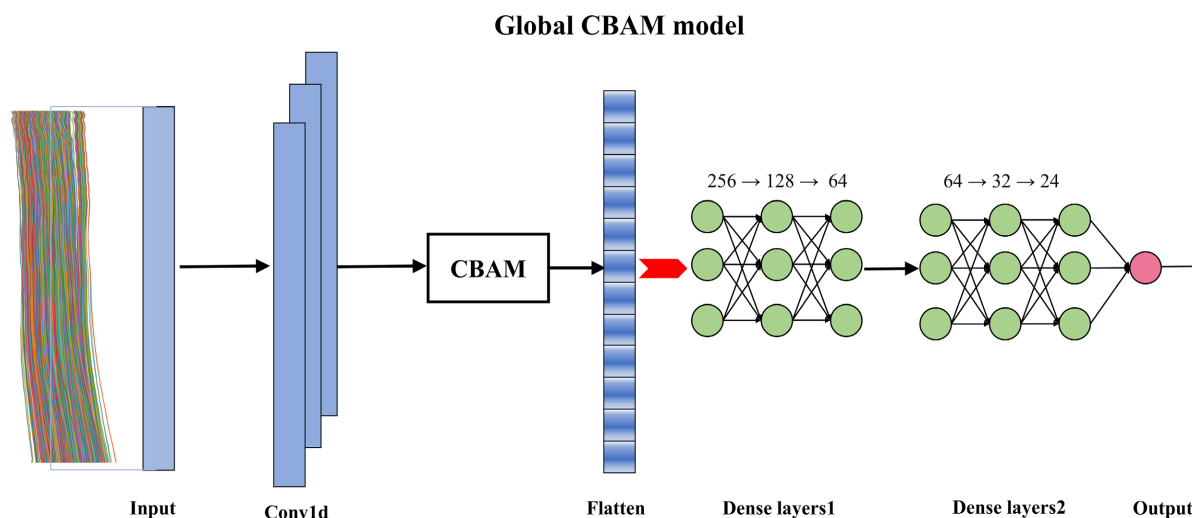 Global CBAM model
256 → 128 → 64
64 → 32 → 24
CBAM
Input
Conv1d
Flatten
Dense layers1
Dense layers2
Output